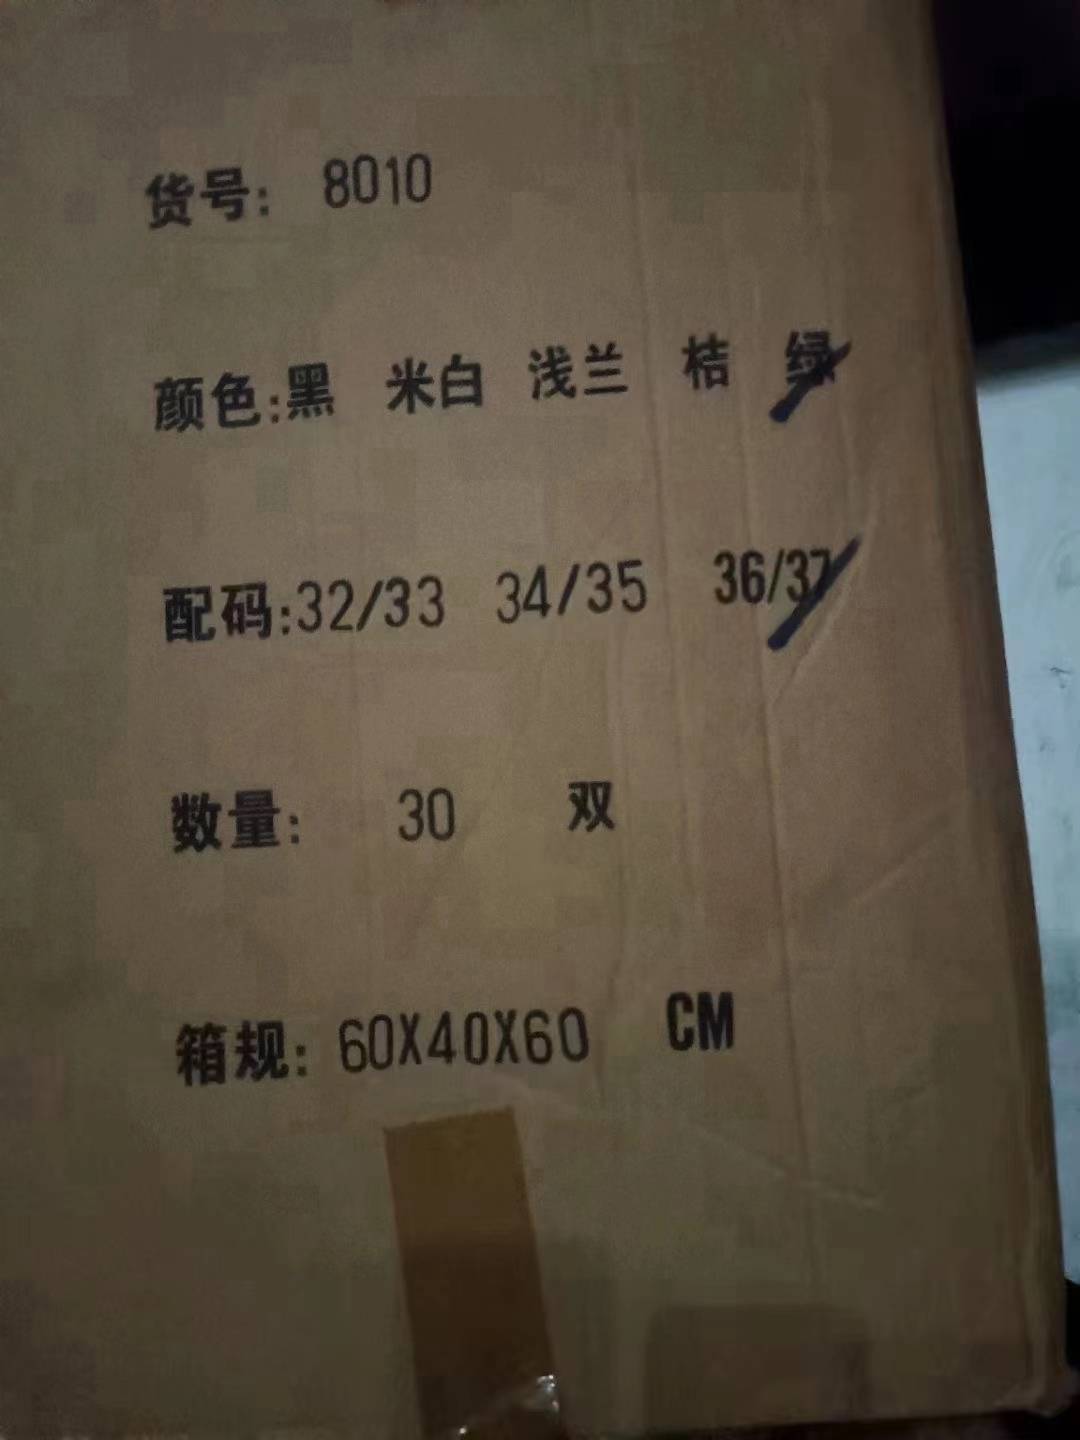 货号: 8010
颜色:黑 米白 浅兰 桔 绿
配码:32/33 34/35 36/37
数量: 30 双
箱规: 60X40X60 CM